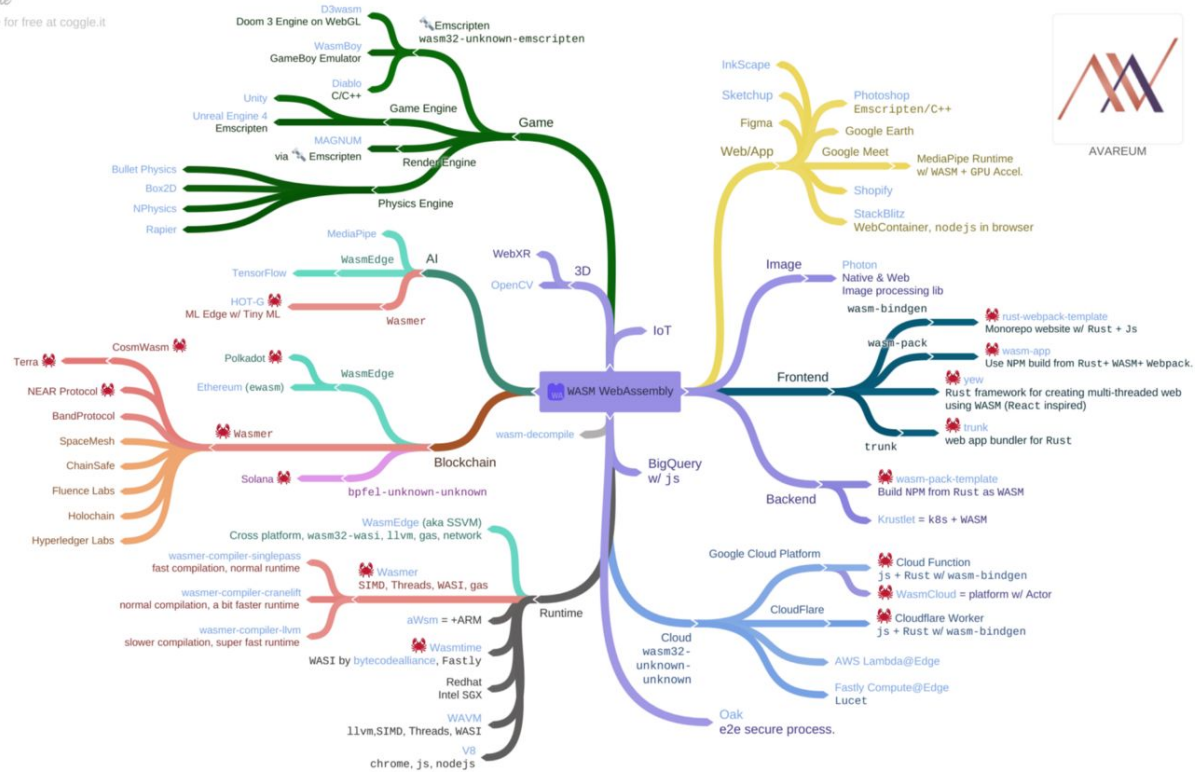 for free at coggle.it
D3wasm
Doom 3 Engine on WebGL
WasmBoy
GameBoy Emulator
Diablo
C/C++
Emscripten
wasm32-unknown-emscripten
Unity
Unreal Engine 4
Emscripten
Game Engine
MAGNUM
via Emscripten
RenderEngine
Bullet Physics
Box2D
NPhysics
Rapier
Physics Engine
Game
MediaPipe
WasmEdge
TensorFlow
HOT-G
ML Edge w/ Tiny ML
Wasmer
AI
WebXR
OpenCV
3D
IoT
CosmWasm
Terra
NEAR Protocol
BandProtocol
SpaceMesh
ChainSafe
Fluence Labs
Holochain
Hyperledger Labs
Wasmer
Polkadot
Ethereum (ewasm)
WasmEdge
Solana
bpfel-unknown-unknown
Blockchain
WASM WebAssembly
wasm-decompile
BigQuery
w/ js
WasmEdge (aka SSVM)
Cross platform, wasm32-wasi, llvm, gas, network
wasmer-compiler-singlepass
fast compilation, normal runtime
wasmer-compiler-cranelift
normal compilation, a bit faster runtime
wasmer-compiler-llvm
slower compilation, super fast runtime
Wasmer
SIMD, Threads, WASI, gas
aWsm = +ARM
Wasmtime
WASI by bytecodealliance, Fastly
Redhat
Intel SGX
WAVM
llvm,SIMD, Threads, WASI
V8
chrome, js, nodejs
Runtime
InkScape
Sketchup
Figma
Web/App
Photoshop
Emscripten/C++
Google Earth
Google Meet
MediaPipe Runtime
w/ WASM + GPU Accel.
Shopify
StackBlitz
WebContainer, nodejs in browser
AVAREUM
Image
Photon
Native & Web
Image processing lib
Frontend
wasm-bindgen
rust-webpack-template
Monorepo website w/ Rust + Js
wasm-pack
wasm-app
Use NPM build from Rust+ WASM+ Webpack.
yew
Rust framework for creating multi-threaded web
using WASM (React inspired)
trunk
trunk
web app bundler for Rust
Backend
wasm-pack-template
Build NPM from Rust as WASM
Krustlet = k8s + WASM
Google Cloud Platform
Cloud Function
js + Rust w/ wasm-bindgen
WasmCloud = platform w/ Actor
CloudFlare
Cloudflare Worker
js + Rust w/ wasm-bindgen
Cloud
wasm32-
unknown-
unknown
AWS Lambda@Edge
Fastly Compute@Edge
Lucet
Oak
e2e secure process.